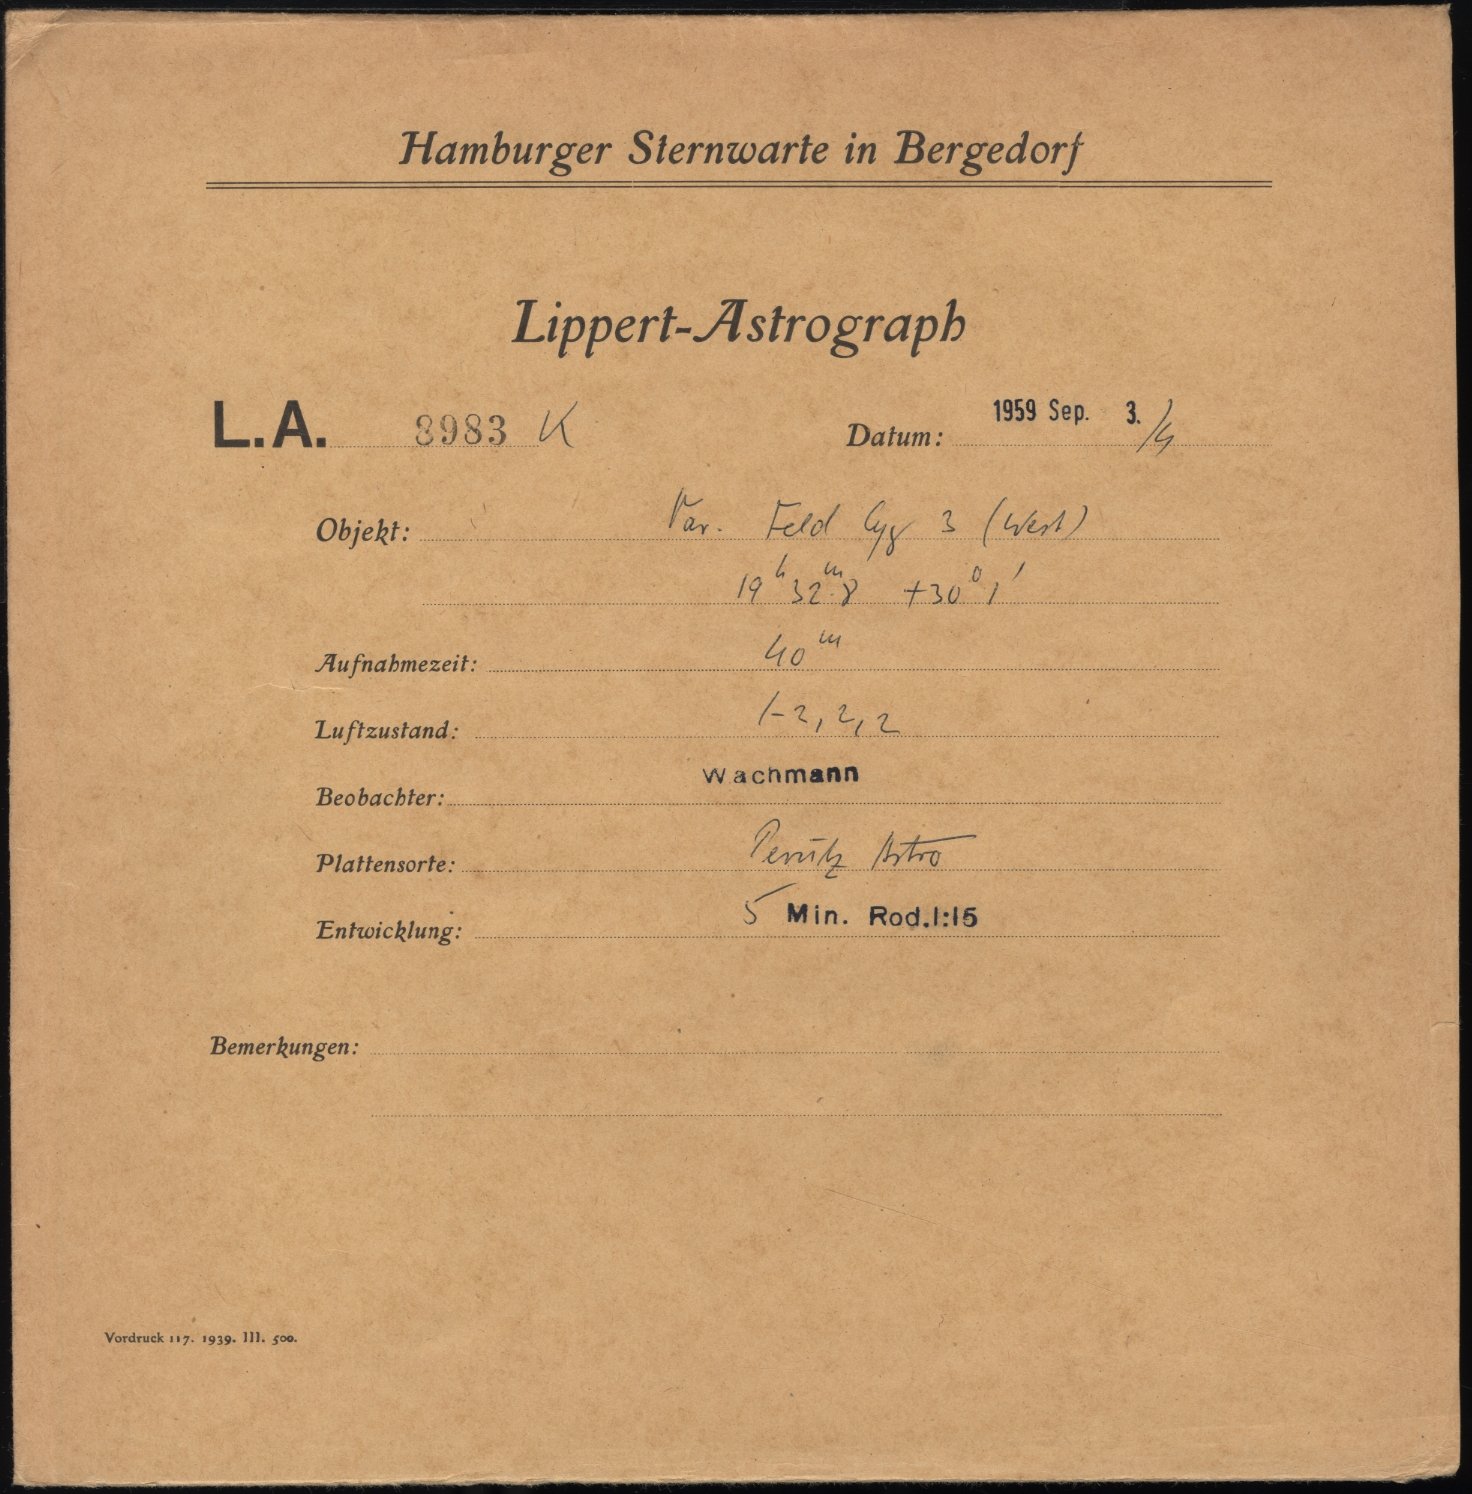 Hamburger Sternwarte in Bergedorf
Lippert-Astrograph
L.A. 8983 K Datum: 1959 Sep. 3./4
Objekt: Var. Feld Cyg 3 (West)
19ʰ32ᵐ.8 +30°1'
Aufnahmezeit: 40ᵐ
Luftzustand: 1-2, 2, 2
Beobachter: Wachmann
Plattensorte: Perutz Astro
Entwicklung: 5 Min. Rod.1:15
Bemerkungen:
Vordruck 117. 1939. III. 500.